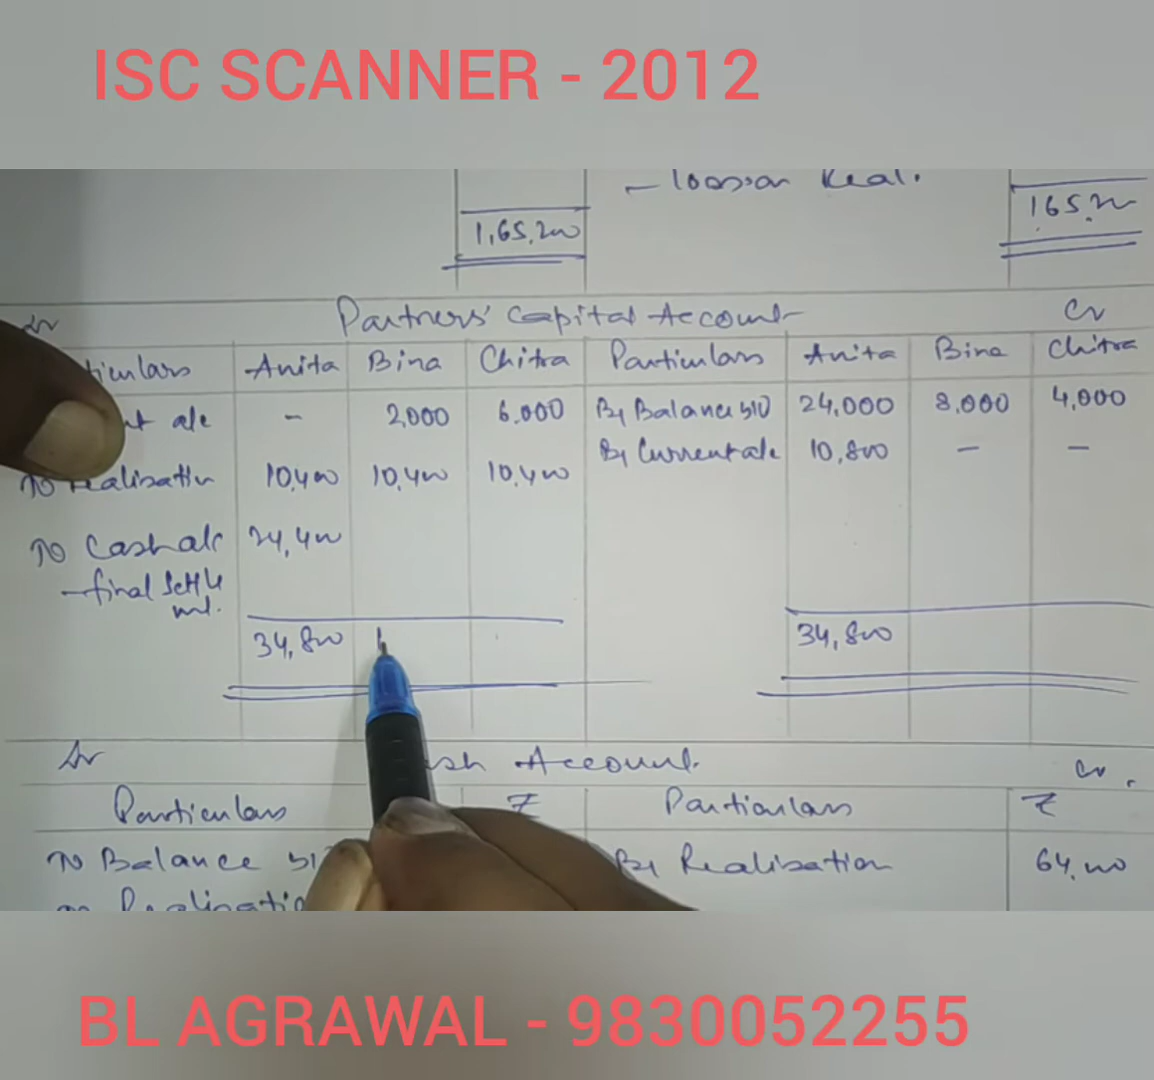 ISC SCANNER - 2012
- loss on Real.
1,65,200
165,200
Dr
Partners' Capital Account
Cr
Anita Bina Chitra Particulars Anita Bina Chitra
a/c - 2,000 6,000 By Balance b/d 24,000 8,000 4,000
By Current a/c 10,800 - -
To Realisation 10,400 10,400 10,400
To Cash a/c 24,400
- final settle
mt.
34,800 34,800
Dr
Account
Cr.
Particulars ₹ Particulars ₹
To Balance By Realisation
BL AGRAWAL - 9830052255